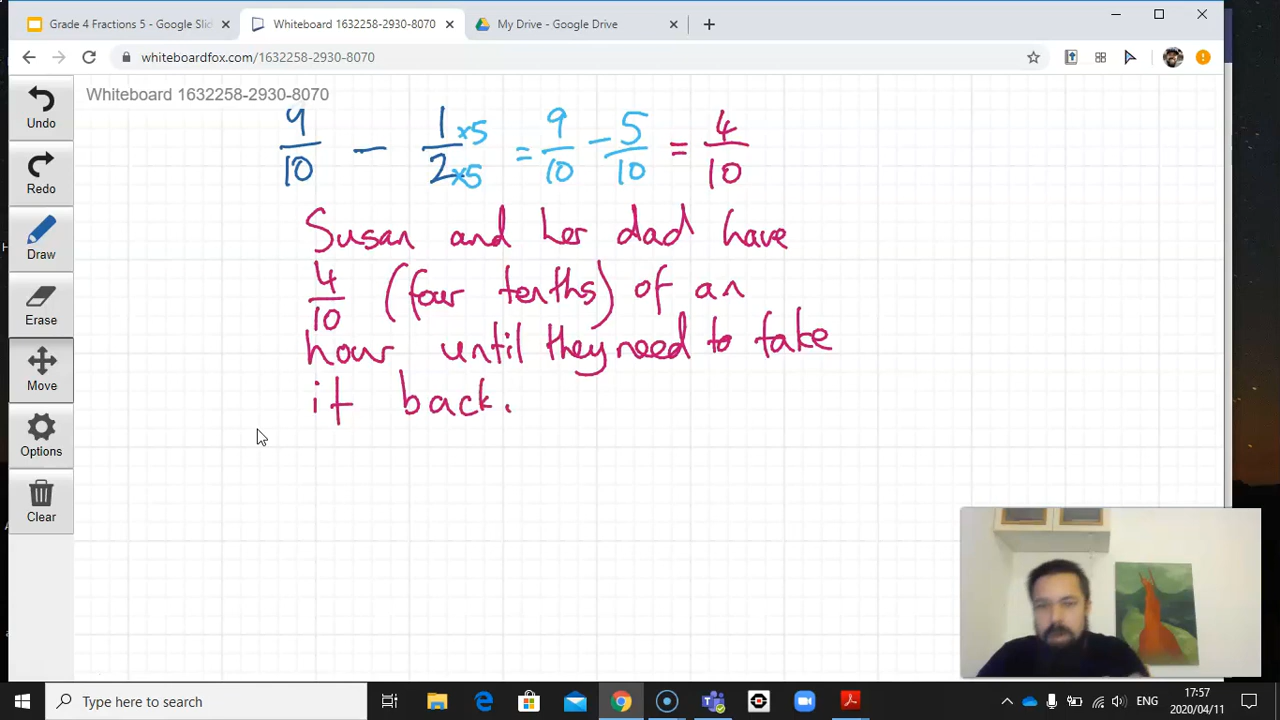 Grade 4 Fractions 5 - Google Slid
Whiteboard 1632258-2930-8070
My Drive - Google Drive
whiteboardfox.com/1632258-2930-8070
Whiteboard 1632258-2930-8070
Undo
Redo
Draw
Erase
Move
Options
Clear
9/10 - 1/2 ×5 ×5 = 9/10 - 5/10 = 4/10
Susan and her dad have
4/10 (four tenths) of an
hour until they need to take
it back.
Type here to search
ENG
17:57
2020/04/11